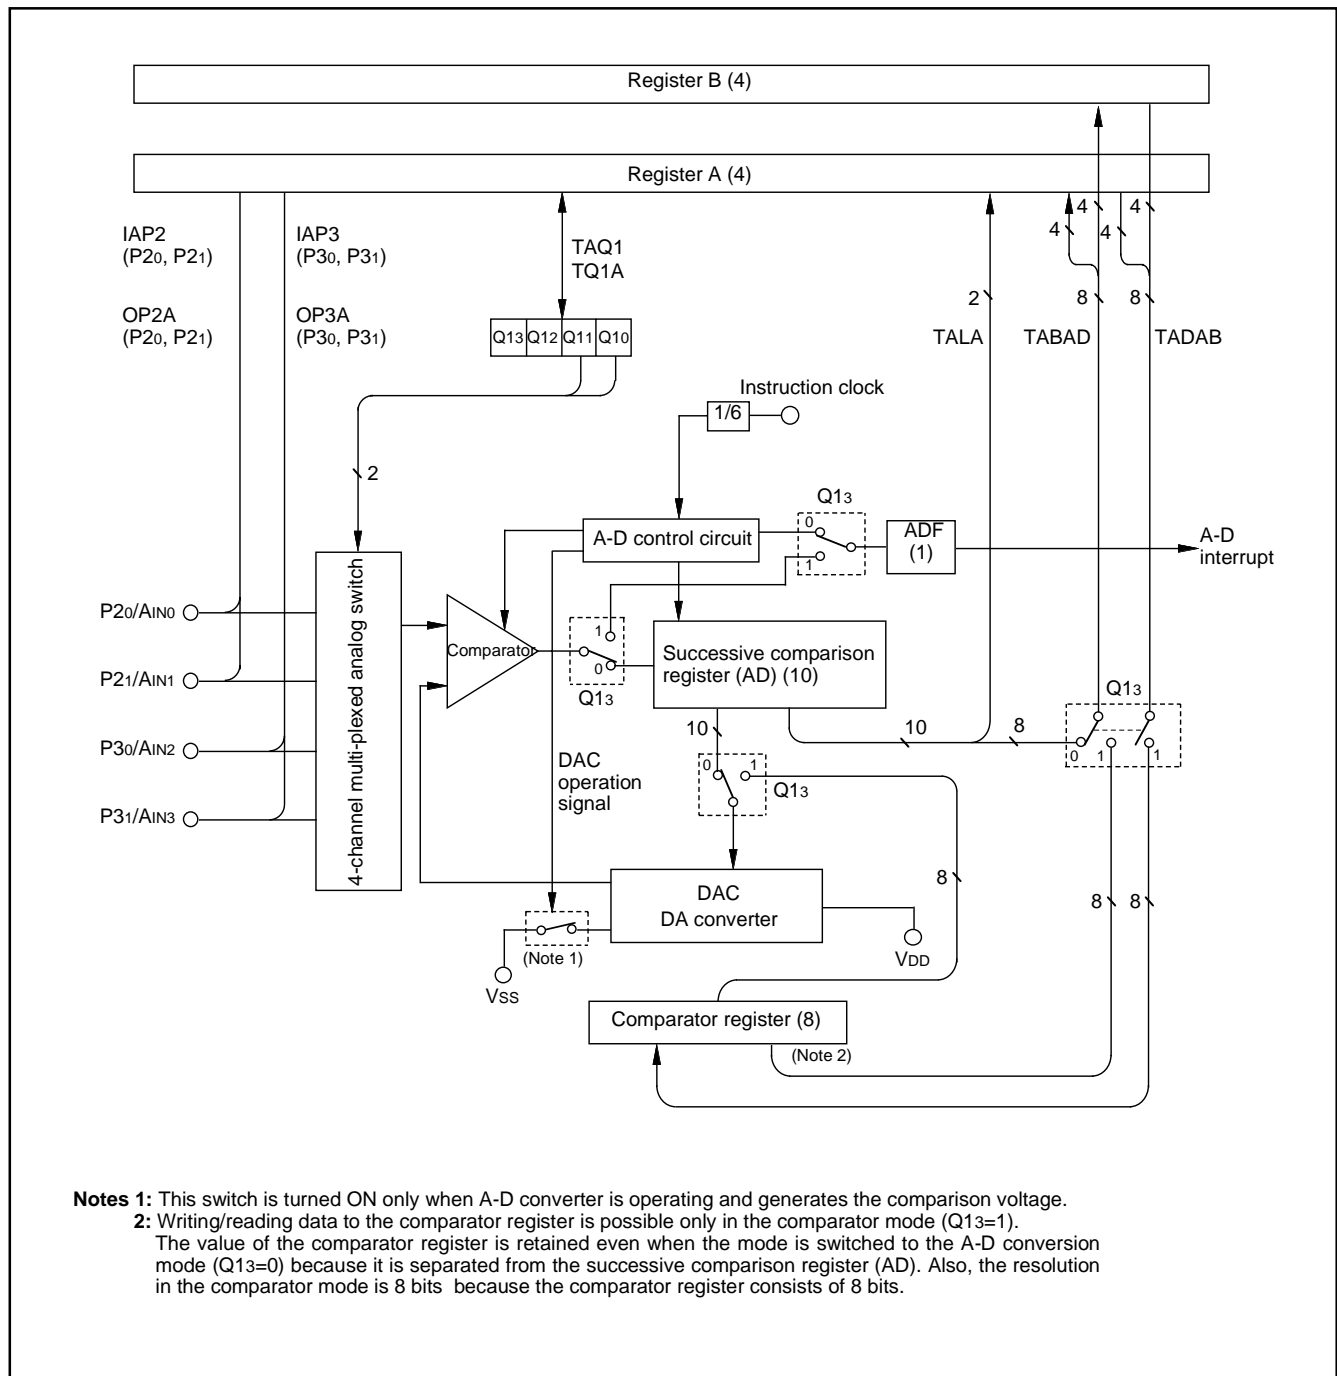 Register B (4)
Register A (4)
IAP2
(P20, P21)
IAP3
(P30, P31)
OP2A
(P20, P21)
OP3A
(P30, P31)
TAQ1
TQ1A
4
4
4
4
2
8
8
TALA
TABAD
TADAB
Q13 Q12 Q11 Q10
Instruction clock
1/6
2
Q13
0
1
A-D control circuit
ADF
(1)
A-D
interrupt
4-channel multi-plexed analog switch
P20/AIN0
P21/AIN1
P30/AIN2
P31/AIN3
Comparator
1
0
Q13
Successive comparison
register (AD) (10)
10
10
8
Q13
0
1
1
DAC
operation
signal
0
1
Q13
8
8
8
DAC
DA converter
(Note 1)
VSS
VDD
Comparator register (8)
(Note 2)
Notes 1: This switch is turned ON only when A-D converter is operating and generates the comparison voltage.
2: Writing/reading data to the comparator register is possible only in the comparator mode (Q13=1).
The value of the comparator register is retained even when the mode is switched to the A-D conversion
mode (Q13=0) because it is separated from the successive comparison register (AD). Also, the resolution
in the comparator mode is 8 bits because the comparator register consists of 8 bits.